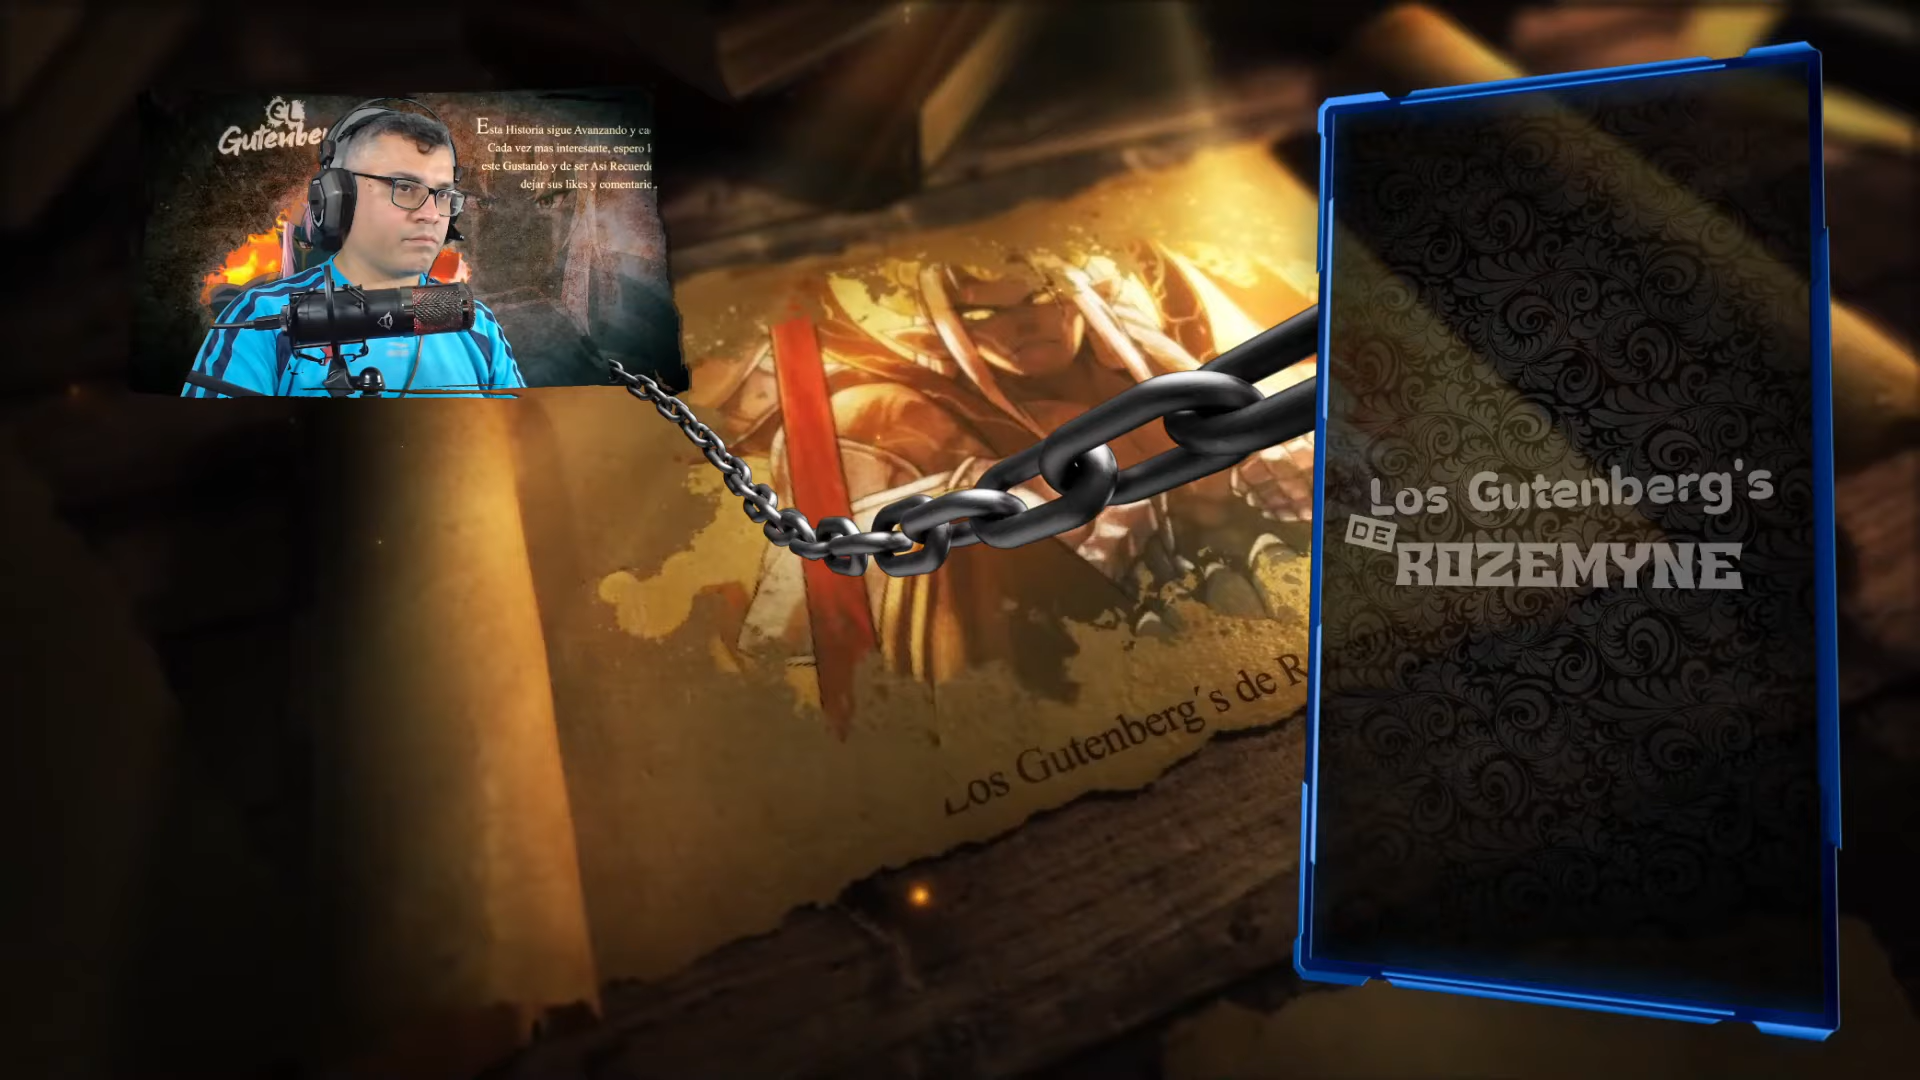 GL
Gutenbe
Esta Historia sigue Avanzando y ca
Cada vez mas interesante, espero l
este Gustando y de ser Asi Recuerd
dejar sus likes y comentario.
Los Gutenberg's
DE
ROZEMYNE
Los Gutenberg´s de R